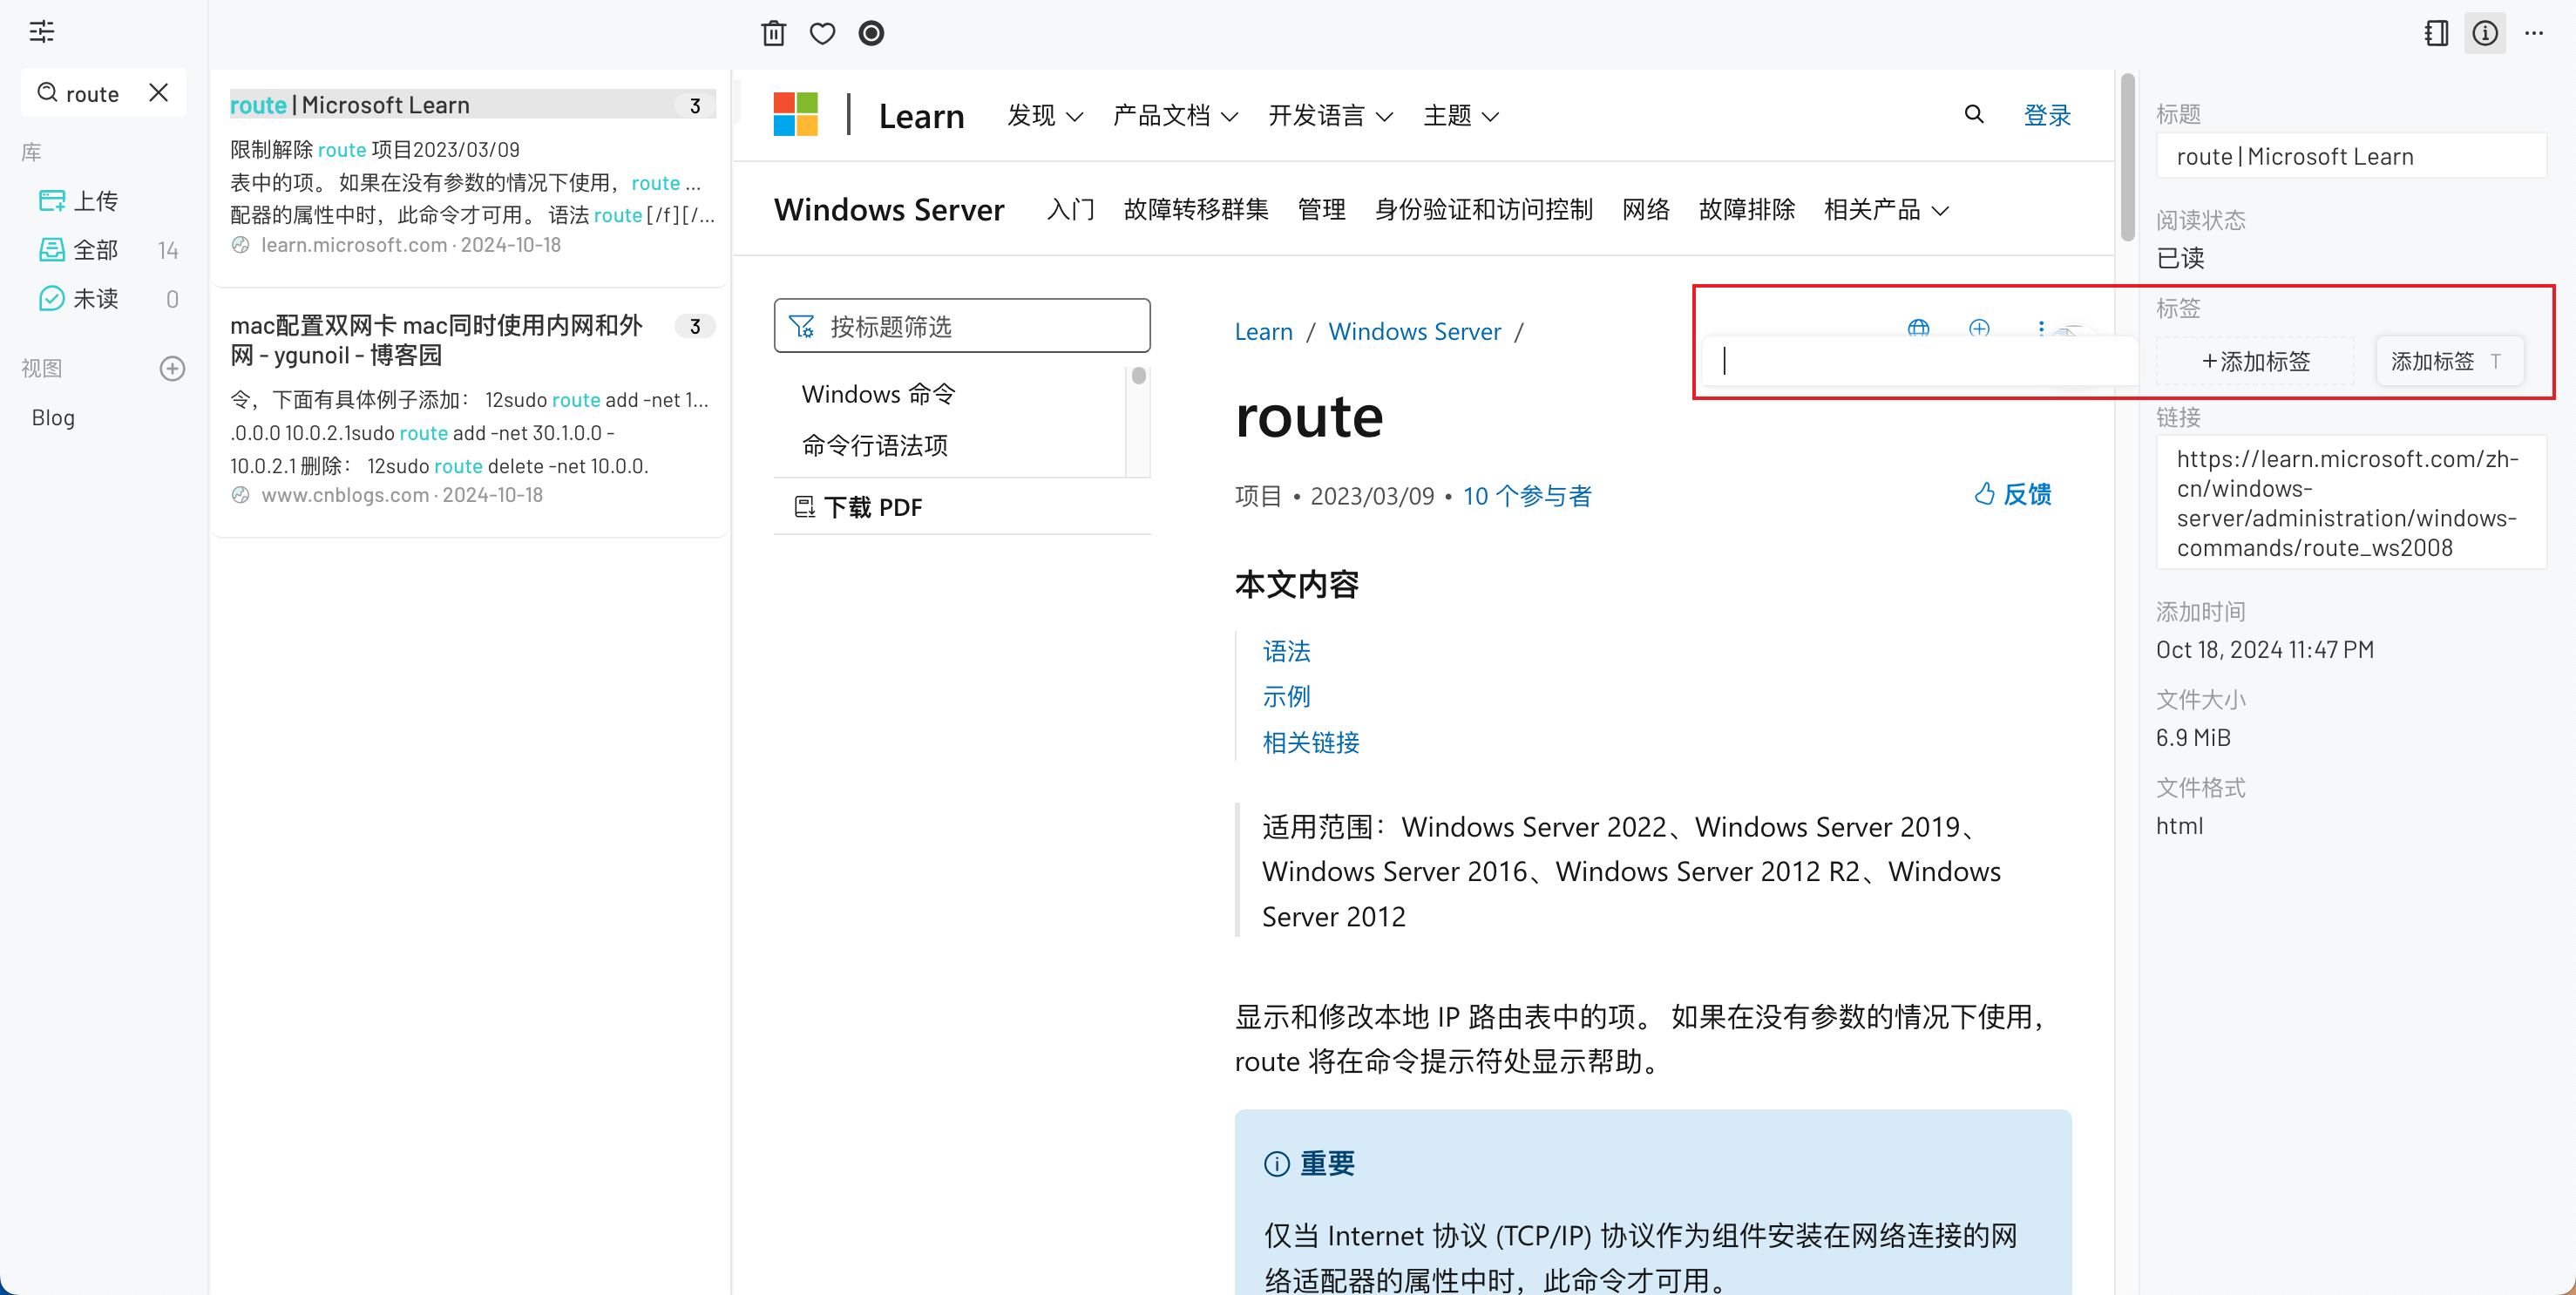 route
库
上传
全部 14
未读 0
视图
Blog
route | Microsoft Learn 3
限制解除 route 项目2023/03/09
表中的项。 如果在没有参数的情况下使用，route ...
配器的属性中时，此命令才可用。 语法 route [/f] [/...
learn.microsoft.com · 2024-10-18
mac配置双网卡 mac同时使用内网和外 3
网 - ygunoil - 博客园
令，下面有具体例子添加： 12sudo route add -net 1...
.0.0.0 10.0.2.1sudo route add -net 30.1.0.0 -
10.0.2.1 删除： 12sudo route delete -net 10.0.0.
www.cnblogs.com · 2024-10-18
Learn 发现 产品文档 开发语言 主题 登录
Windows Server 入门 故障转移群集 管理 身份验证和访问控制 网络 故障排除 相关产品
按标题筛选
Windows 命令
命令行语法项
下载 PDF
Learn / Windows Server /
route
项目 • 2023/03/09 • 10 个参与者 反馈
本文内容
语法
示例
相关链接
适用范围：Windows Server 2022、Windows Server 2019、
Windows Server 2016、Windows Server 2012 R2、Windows
Server 2012
显示和修改本地 IP 路由表中的项。 如果在没有参数的情况下使用，
route 将在命令提示符处显示帮助。
重要
仅当 Internet 协议 (TCP/IP) 协议作为组件安装在网络连接的网
络适配器的属性中时，此命令才可用。
标题
route | Microsoft Learn
阅读状态
已读
标签
+添加标签 添加标签 T
链接
https://learn.microsoft.com/zh-
cn/windows-
server/administration/windows-
commands/route_ws2008
添加时间
Oct 18, 2024 11:47 PM
文件大小
6.9 MiB
文件格式
html